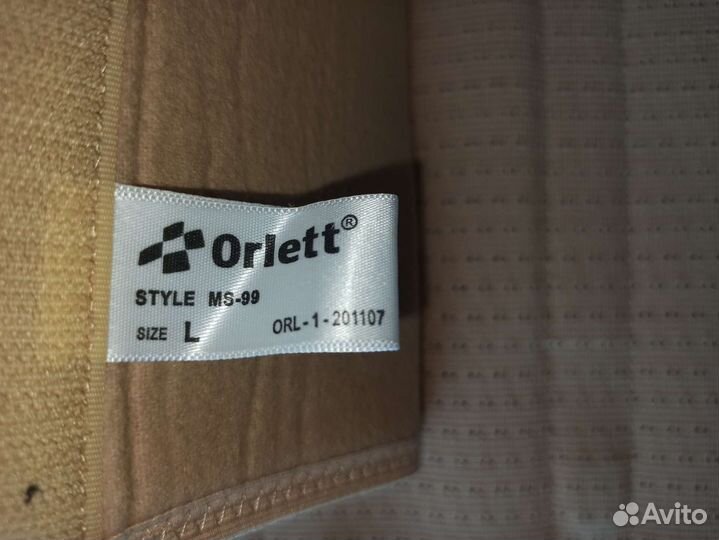 Orlett®
STYLE MS-99
SIZE L ORL-1-201107
Avito